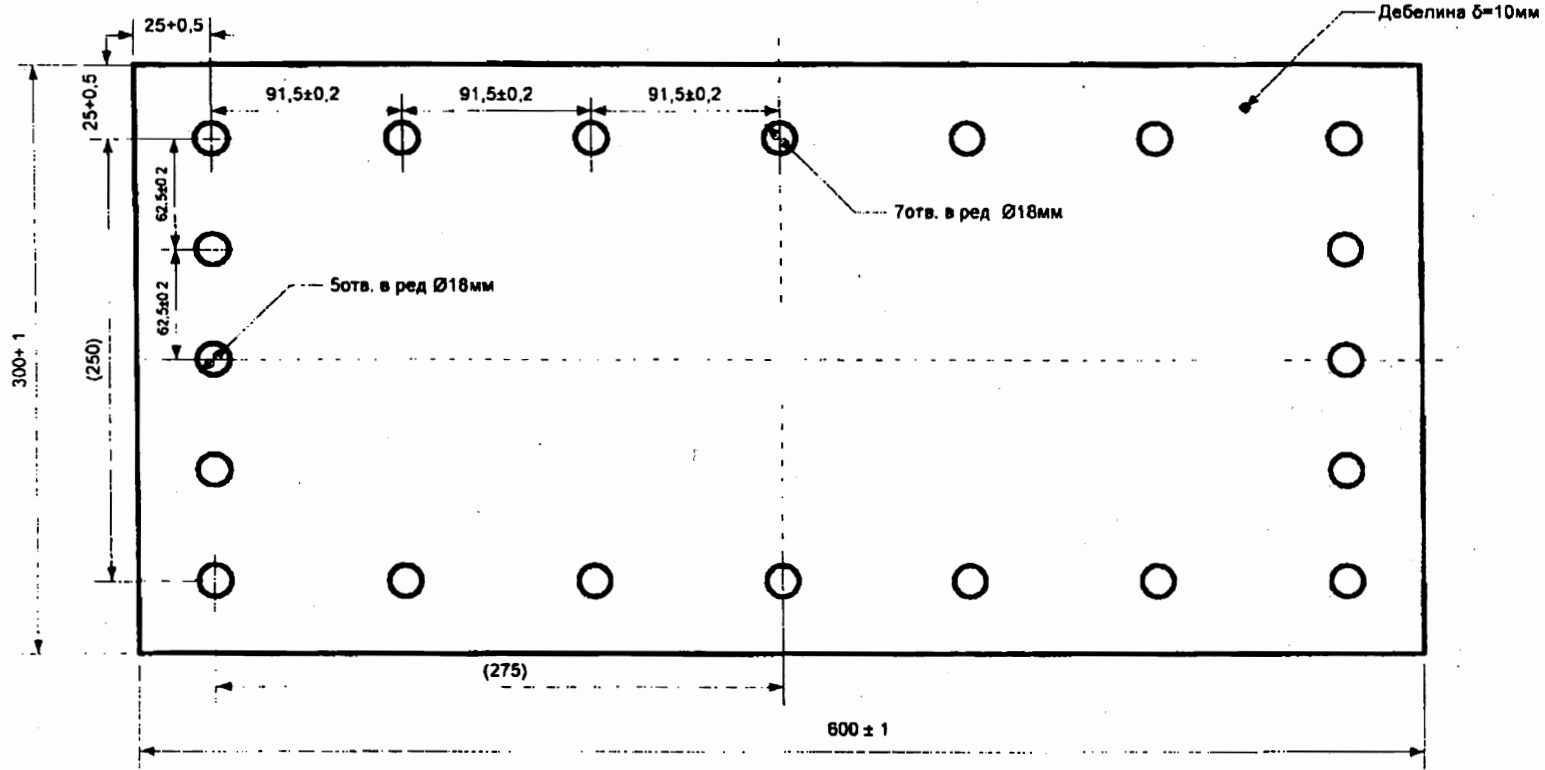 25+0,5
Дебелина δ=10мм
25+0,5
91,5±0,2
91,5±0,2
91,5±0,2
62,5±0 2
7отв. в ред Ø18мм
62,5±0 2
5отв. в ред Ø18мм
300+ 1
(250)
(275)
600 ± 1